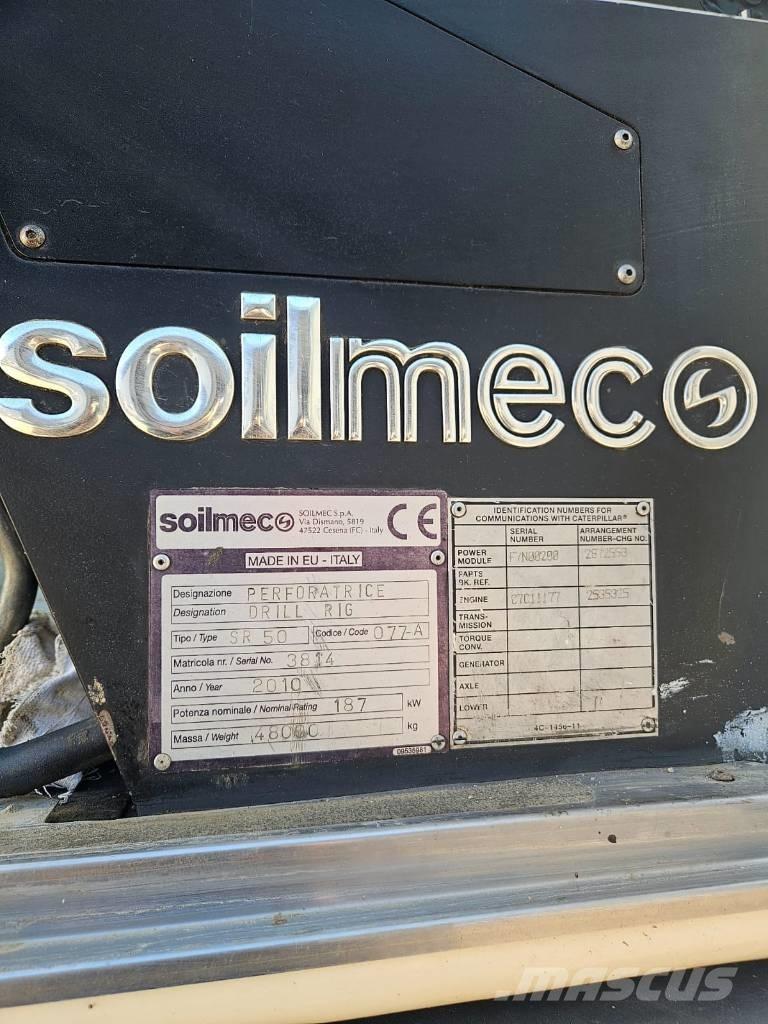 soilmec
soilmec
SOILMEC S.p.A.
Via Dismano, 5819
47522 Cesena (FC) - Italy
CE
MADE IN EU - ITALY
Designazione PERFORATRICE
Designation DRILL RIG
Tipo / Type SR 50 Codice / Code 077-A
Matricola nr. / Serial No. 3814
Anno / Year 2010
Potenza nominale / Nominal Rating 187 kW
Massa / Weight 48000 kg
09536981
IDENTIFICATION NUMBERS FOR
COMMUNICATIONS WITH CATERPILLAR®
SERIAL NUMBER
ARRANGEMENT NUMBER-CHG NO.
POWER MODULE
PARTS BK. REF.
ENGINE
TRANS-MISSION
TORQUE CONV.
GENERATOR
AXLE
LOWER
MASCUS